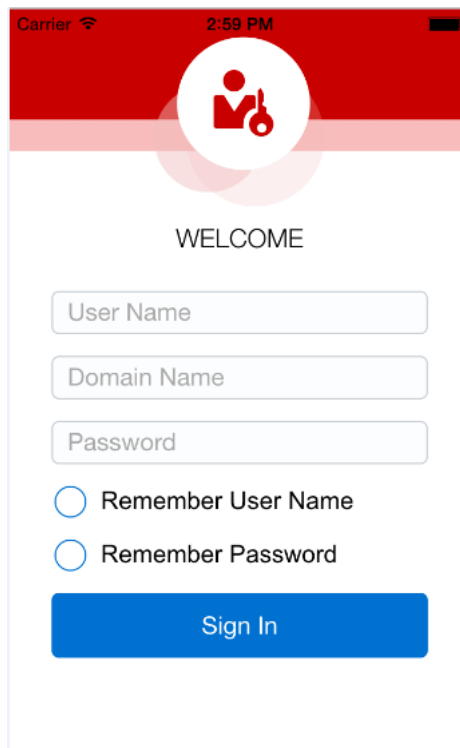 Carrier 2:59 PM
WELCOME
User Name
Domain Name
Password
Remember User Name
Remember Password
Sign In